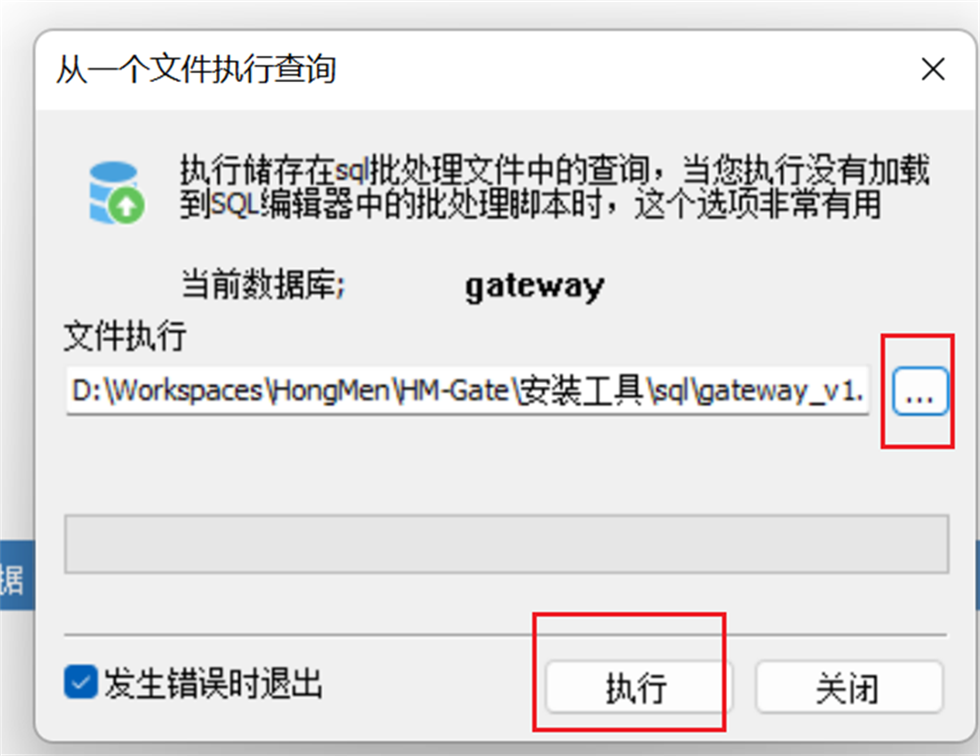 从一个文件执行查询
执行储存在sql批处理文件中的查询，当您执行没有加载
到SQL编辑器中的批处理脚本时，这个选项非常有用
当前数据库; gateway
文件执行
D:\Workspaces\HongMen\HM-Gate\安装工具\sql\gateway_v1. ...
据
发生错误时退出 执行 关闭